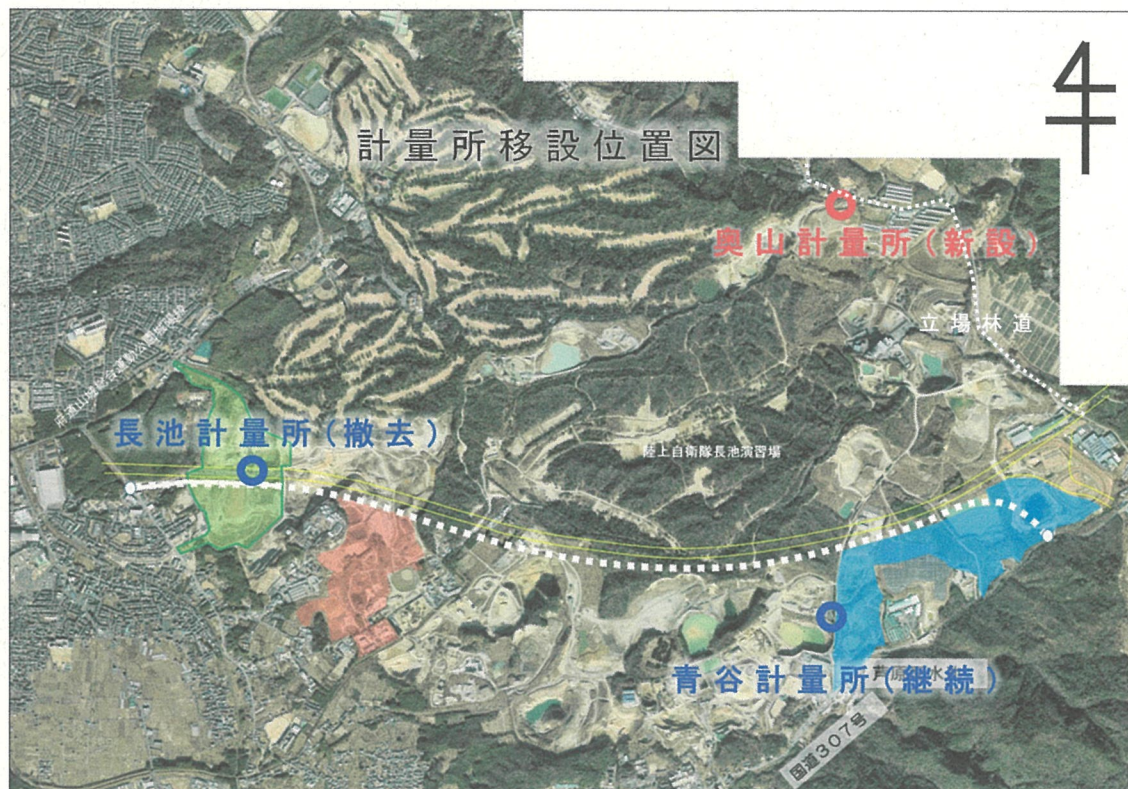 計量所移設位置図
奥山計量所(新設)
立場林道
長池計量所(撤去)
陸上自衛隊長池演習場
青谷計量所(継続)
国道307号